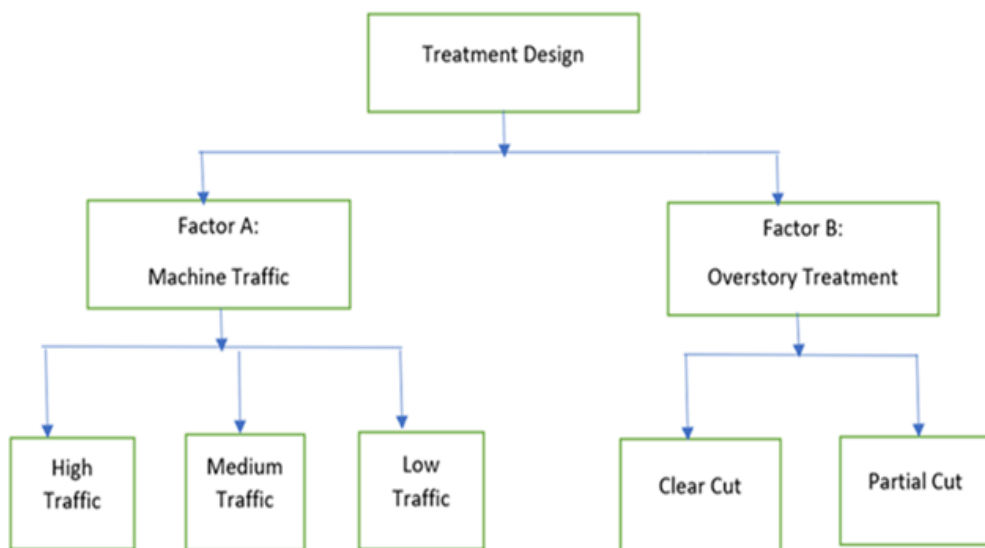 Treatment Design
Factor A:
Machine Traffic
Factor B:
Overstory Treatment
High
Traffic
Medium
Traffic
Low
Traffic
Clear Cut
Partial Cut